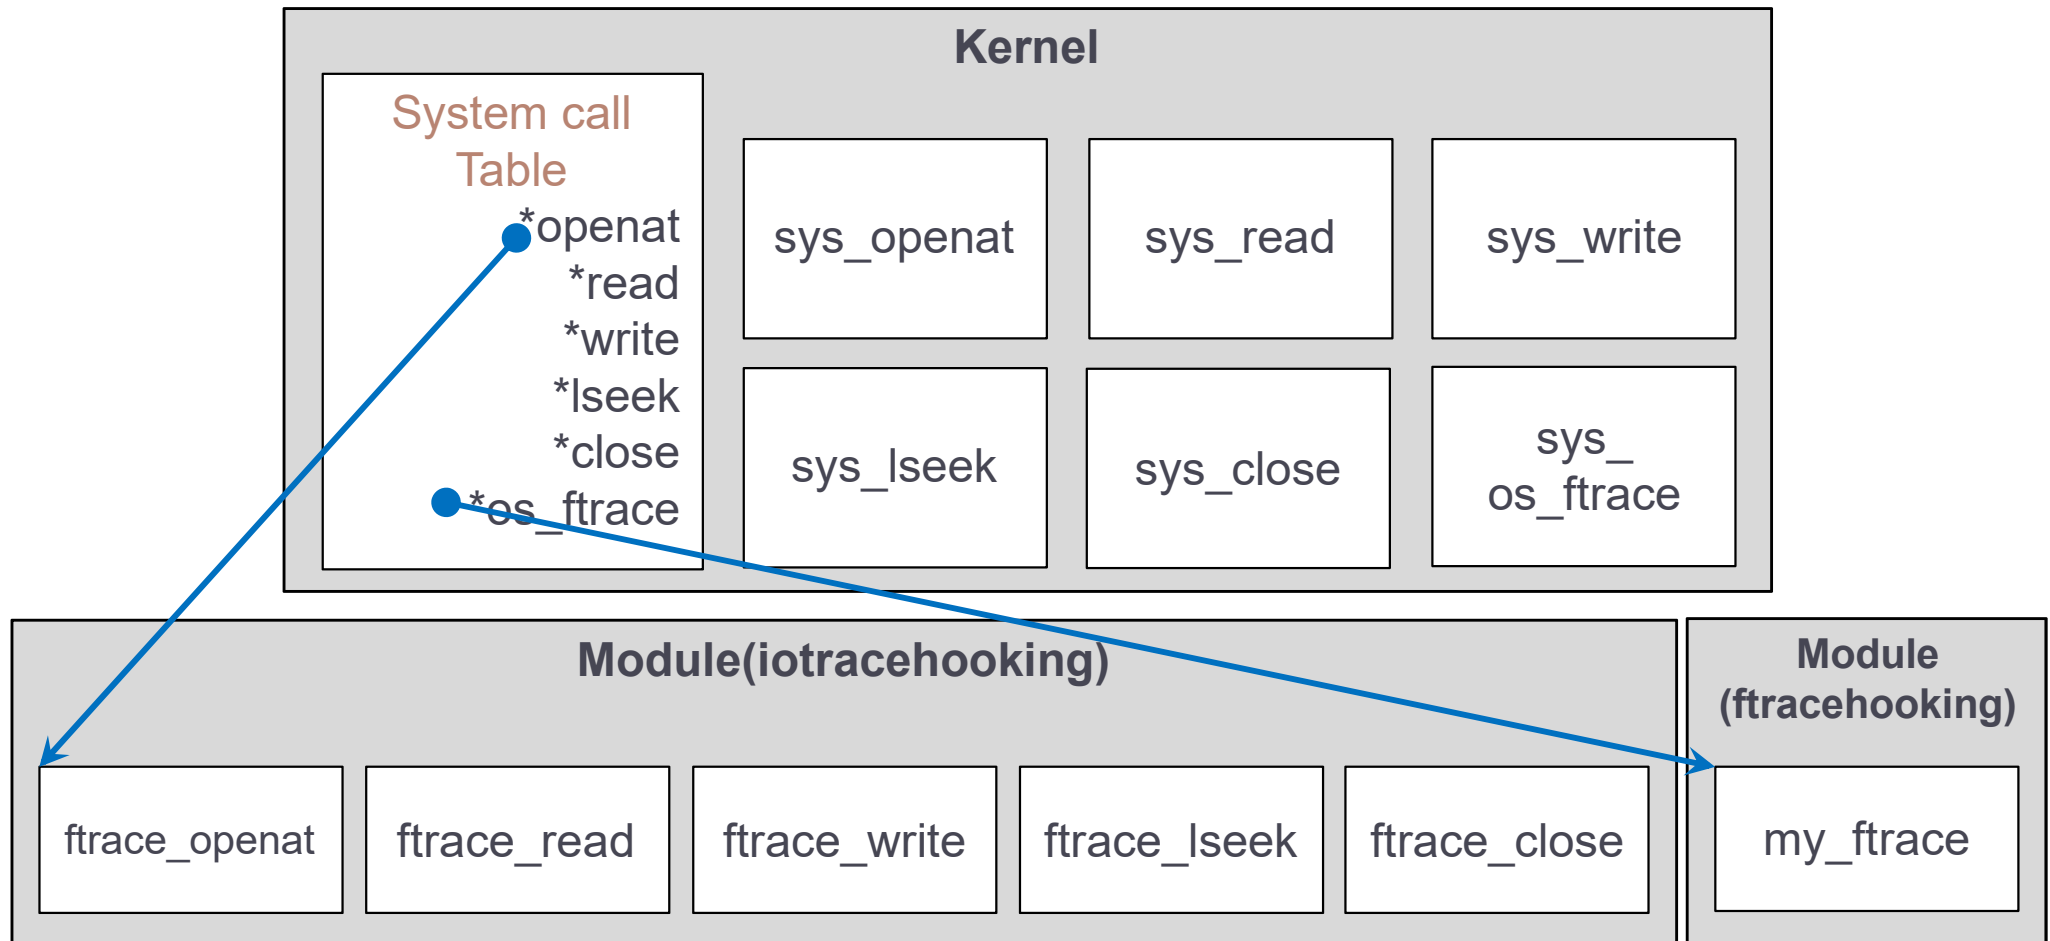 Kernel
System call
Table
*openat
*read
*write
*lseek
*close
*os_ftrace
sys_openat
sys_read
sys_write
sys_lseek
sys_close
sys_
os_ftrace
Module(iotracehooking)
ftrace_openat
ftrace_read
ftrace_write
ftrace_lseek
ftrace_close
Module
(ftracehooking)
my_ftrace